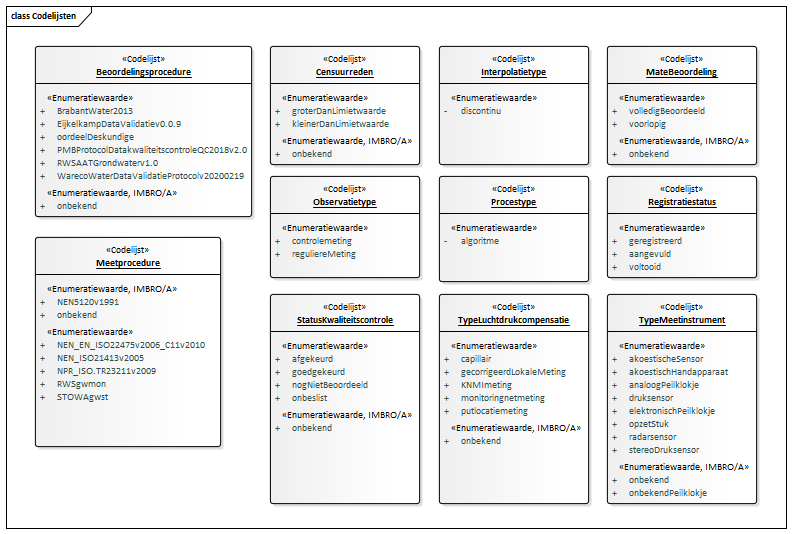 class Codelijsten
«Codelijst»
Beoordelingsprocedure
«Enumeratiewaarde»
+ BrabantWater2013
+ EijkelkampDataValidatiev0.0.9
+ oordeelDeskundige
+ PMBProtocolDatakwaliteitscontroleQC2018v2.0
+ RWSAATGrondwaterv1.0
+ WarecoWaterDataValidatieProtocolv20200219
«Enumeratiewaarde, IMBRO/A»
+ onbekend
«Codelijst»
Censuurreden
«Enumeratiewaarde»
+ groterDanLimietwaarde
+ kleinerDanLimietwaarde
«Enumeratiewaarde, IMBRO/A»
+ onbekend
«Codelijst»
Interpolatietype
«Enumeratiewaarde»
- discontinu
«Codelijst»
MateBeoordeling
«Enumeratiewaarde»
+ volledigBeoordeeld
+ voorlopig
«Enumeratiewaarde, IMBRO/A»
+ onbekend
«Codelijst»
Observatietype
«Enumeratiewaarde»
+ controlemeting
+ reguliereMeting
«Codelijst»
Procestype
«Enumeratiewaarde»
- algoritme
«Codelijst»
Registratiestatus
«Enumeratiewaarde»
+ geregistreerd
+ aangevuld
+ voltooid
«Codelijst»
Meetprocedure
«Enumeratiewaarde, IMBRO/A»
+ NEN5120v1991
+ onbekend
«Enumeratiewaarde»
+ NEN_EN_ISO22475v2006_C11v2010
+ NEN_ISO21413v2005
+ NPR_ISO.TR23211v2009
+ RWSgwmon
+ STOWAgwst
«Codelijst»
StatusKwaliteitscontrole
«Enumeratiewaarde»
+ afgekeurd
+ goedgekeurd
+ nogNietBeoordeeld
+ onbeslist
«Enumeratiewaarde, IMBRO/A»
+ onbekend
«Codelijst»
TypeLuchtdrukcompensatie
«Enumeratiewaarde»
+ capillair
+ gecorrigeerdLokaleMeting
+ KNMImeting
+ monitoringnetmeting
+ putlocatiemeting
«Enumeratiewaarde, IMBRO/A»
+ onbekend
«Codelijst»
TypeMeetinstrument
«Enumeratiewaarde»
+ akoestischeSensor
+ akoestischHandapparaat
+ analoogPeilklokje
+ druksensor
+ elektronischPeilklokje
+ opzetStuk
+ radarsensor
+ stereoDruksensor
«Enumeratiewaarde, IMBRO/A»
+ onbekend
+ onbekendPeilklokje